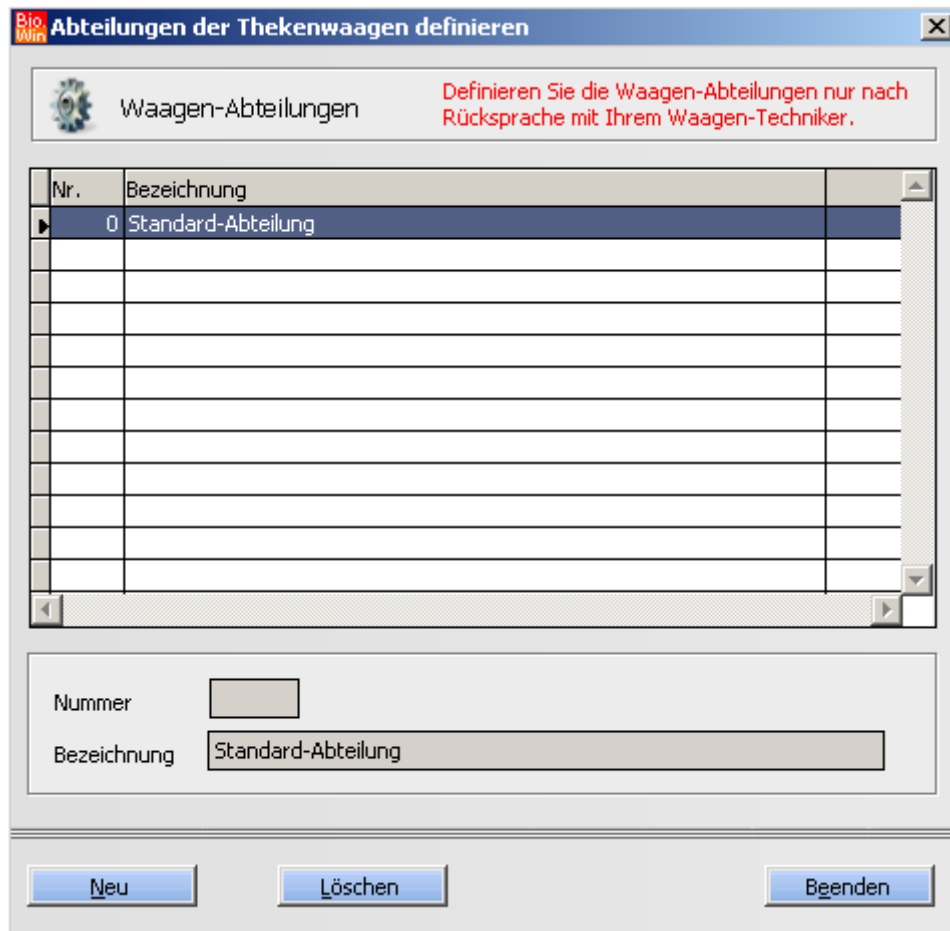 Bio.
Win
Abteilungen der Thekenwaagen definieren
Waagen-Abteilungen
Definieren Sie die Waagen-Abteilungen nur nach
Rücksprache mit Ihrem Waagen-Techniker.
Nr. Bezeichnung
0 Standard-Abteilung
Nummer
Bezeichnung Standard-Abteilung
Neu Löschen Beenden